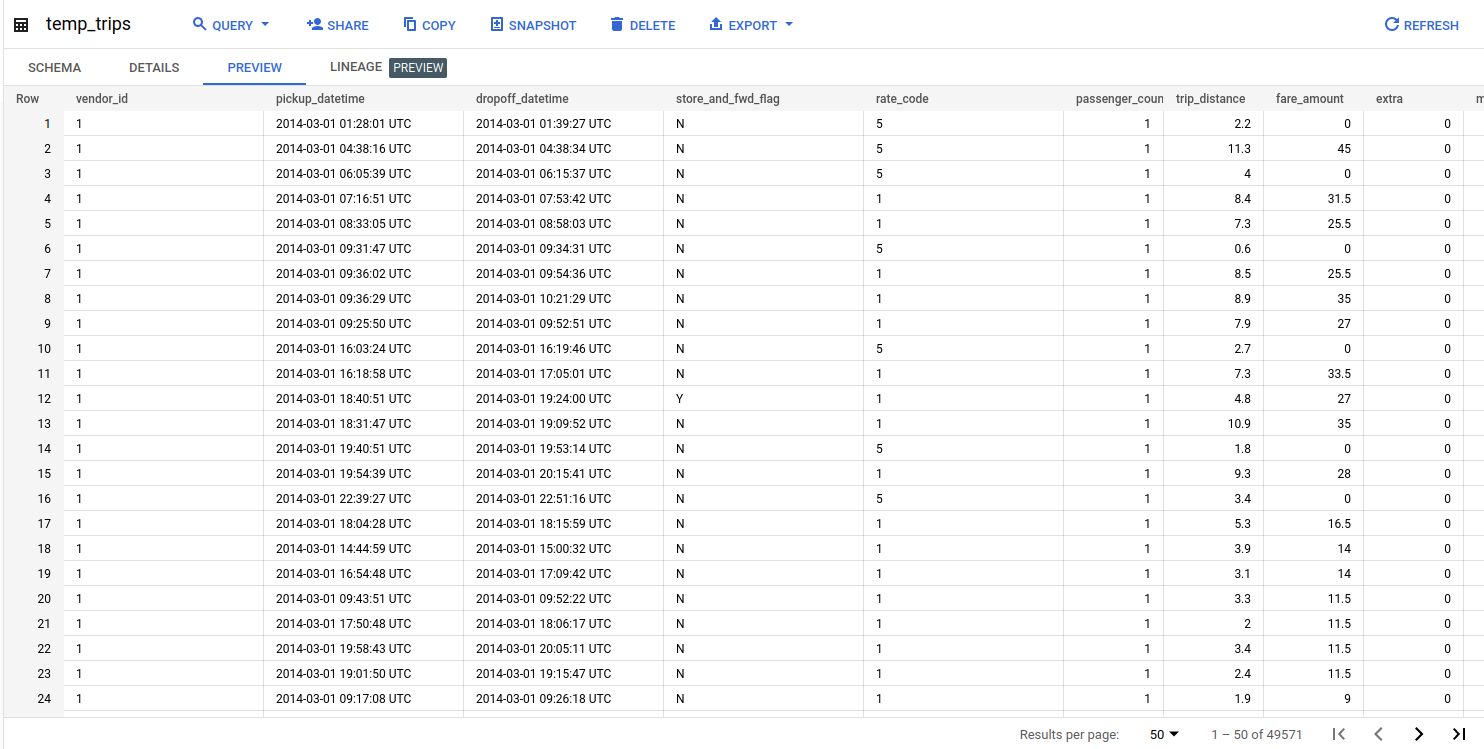 temp_trips QUERY SHARE COPY SNAPSHOT DELETE EXPORT REFRESH
SCHEMA DETAILS PREVIEW LINEAGE PREVIEW
Row vendor_id pickup_datetime dropoff_datetime store_and_fwd_flag rate_code passenger_coun trip_distance fare_amount extra m
1 1 2014-03-01 01:28:01 UTC 2014-03-01 01:39:27 UTC N 5 1 2.2 0 0
2 1 2014-03-01 04:38:16 UTC 2014-03-01 04:38:34 UTC N 5 1 11.3 45 0
3 1 2014-03-01 06:05:39 UTC 2014-03-01 06:15:37 UTC N 5 1 4 0 0
4 1 2014-03-01 07:16:51 UTC 2014-03-01 07:53:42 UTC N 1 1 8.4 31.5 0
5 1 2014-03-01 08:33:05 UTC 2014-03-01 08:58:03 UTC N 1 1 7.3 25.5 0
6 1 2014-03-01 09:31:47 UTC 2014-03-01 09:34:31 UTC N 5 1 0.6 0 0
7 1 2014-03-01 09:36:02 UTC 2014-03-01 09:54:36 UTC N 1 1 8.5 25.5 0
8 1 2014-03-01 09:36:29 UTC 2014-03-01 10:21:29 UTC N 1 1 8.9 35 0
9 1 2014-03-01 09:25:50 UTC 2014-03-01 09:52:51 UTC N 1 1 7.9 27 0
10 1 2014-03-01 16:03:24 UTC 2014-03-01 16:19:46 UTC N 5 1 2.7 0 0
11 1 2014-03-01 16:18:58 UTC 2014-03-01 17:05:01 UTC N 1 1 7.3 33.5 0
12 1 2014-03-01 18:40:51 UTC 2014-03-01 19:24:00 UTC Y 1 1 4.8 27 0
13 1 2014-03-01 18:31:47 UTC 2014-03-01 19:09:52 UTC N 1 1 10.9 35 0
14 1 2014-03-01 19:40:51 UTC 2014-03-01 19:53:14 UTC N 5 1 1.8 0 0
15 1 2014-03-01 19:54:39 UTC 2014-03-01 20:15:41 UTC N 1 1 9.3 28 0
16 1 2014-03-01 22:39:27 UTC 2014-03-01 22:51:16 UTC N 5 1 3.4 0 0
17 1 2014-03-01 18:04:28 UTC 2014-03-01 18:15:59 UTC N 1 1 5.3 16.5 0
18 1 2014-03-01 14:44:59 UTC 2014-03-01 15:00:32 UTC N 1 1 3.9 14 0
19 1 2014-03-01 16:54:48 UTC 2014-03-01 17:09:42 UTC N 1 1 3.1 14 0
20 1 2014-03-01 09:43:51 UTC 2014-03-01 09:52:22 UTC N 1 1 3.3 11.5 0
21 1 2014-03-01 17:50:48 UTC 2014-03-01 18:06:17 UTC N 1 1 2 11.5 0
22 1 2014-03-01 19:58:43 UTC 2014-03-01 20:05:11 UTC N 1 1 3.4 11.5 0
23 1 2014-03-01 19:01:50 UTC 2014-03-01 19:15:47 UTC N 1 1 2.4 11.5 0
24 1 2014-03-01 09:17:08 UTC 2014-03-01 09:26:18 UTC N 1 1 1.9 9 0
Results per page: 50 1 – 50 of 49571